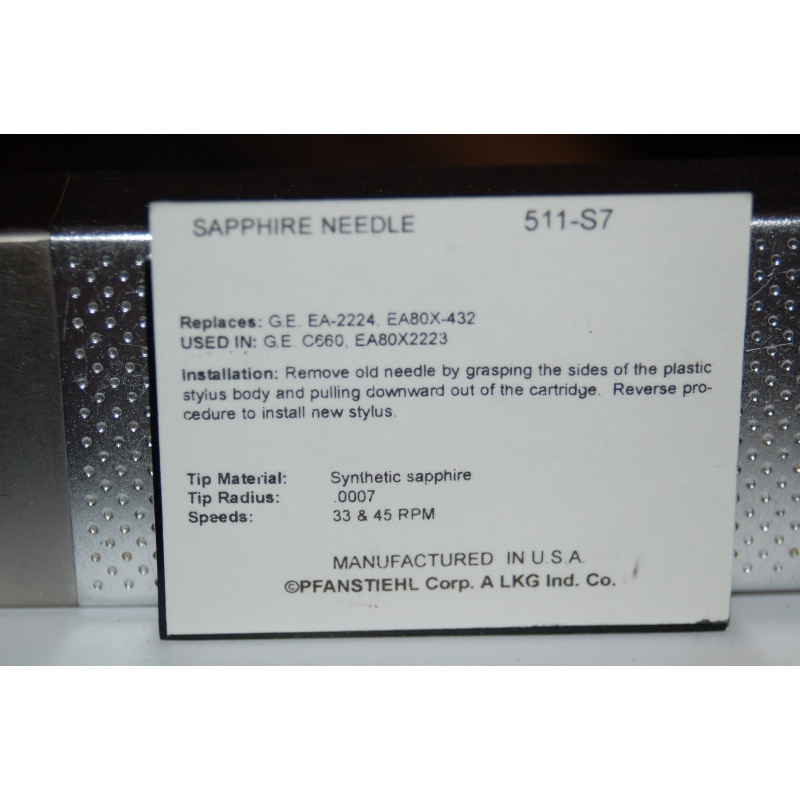 SAPPHIRE NEEDLE 511-S7
Replaces: G.E. EA-2224, EA80X-432
USED IN: G.E. C660, EA80X2223
Installation: Remove old needle by grasping the sides of the plastic
stylus body and pulling downward out of the cartridge. Reverse pro-
cedure to install new stylus.
Tip Material: Synthetic sapphire
Tip Radius: .0007
Speeds: 33 & 45 RPM
MANUFACTURED IN U.S.A.
©PFANSTIEHL Corp. A LKG Ind. Co.